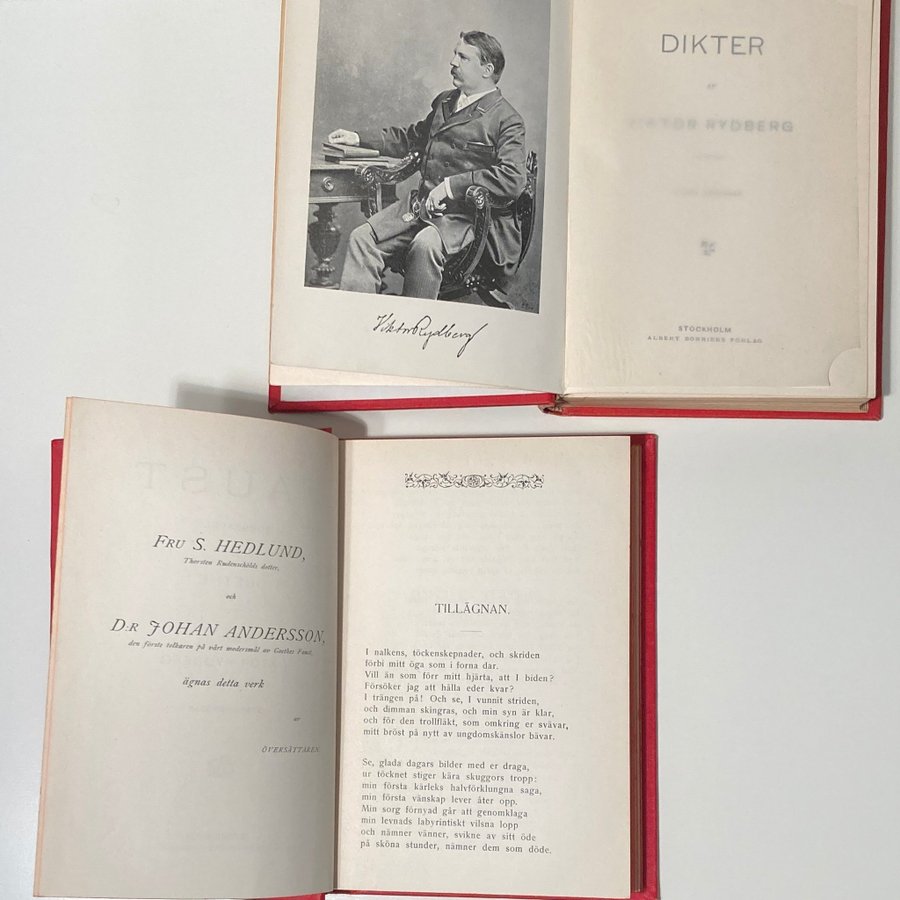 DIKTER
AF
VIKTOR RYDBERG
STOCKHOLM
ALBERT BONNIERS FÖRLAG
Viktor Rydberg
FRU S. HEDLUND,
Thorsten Rudenschölds dotter,
och
D:R JOHAN ANDERSSON,
den förste tolkaren på vårt modersmål av Goethes Faust,
ägnas detta verk
av
ÖVERSÄTTAREN.
TILLÄGNAN.
I nalkens, töckenskepnader, och skriden
förbi mitt öga som i forna dar.
Vill än som förr mitt hjärta, att I biden?
Försöker jag att hålla eder kvar?
I trängen på! Och se, I vunnit striden,
och dimman skingras, och min syn är klar,
och för den trollfläkt, som omkring er svävar,
mitt bröst på nytt av ungdomskänslor bävar.
Se, glada dagars bilder med er draga,
ur töcknet stiger kära skuggors tropp:
min första kärleks halvförklungna saga,
min första vänskap lever åter opp.
Min sorg förnyad går att genomklaga
min levnads labyrintiskt vilsna lopp
och nämner vänner, svikne av sitt öde
på sköna stunder, nämner dem som döde.